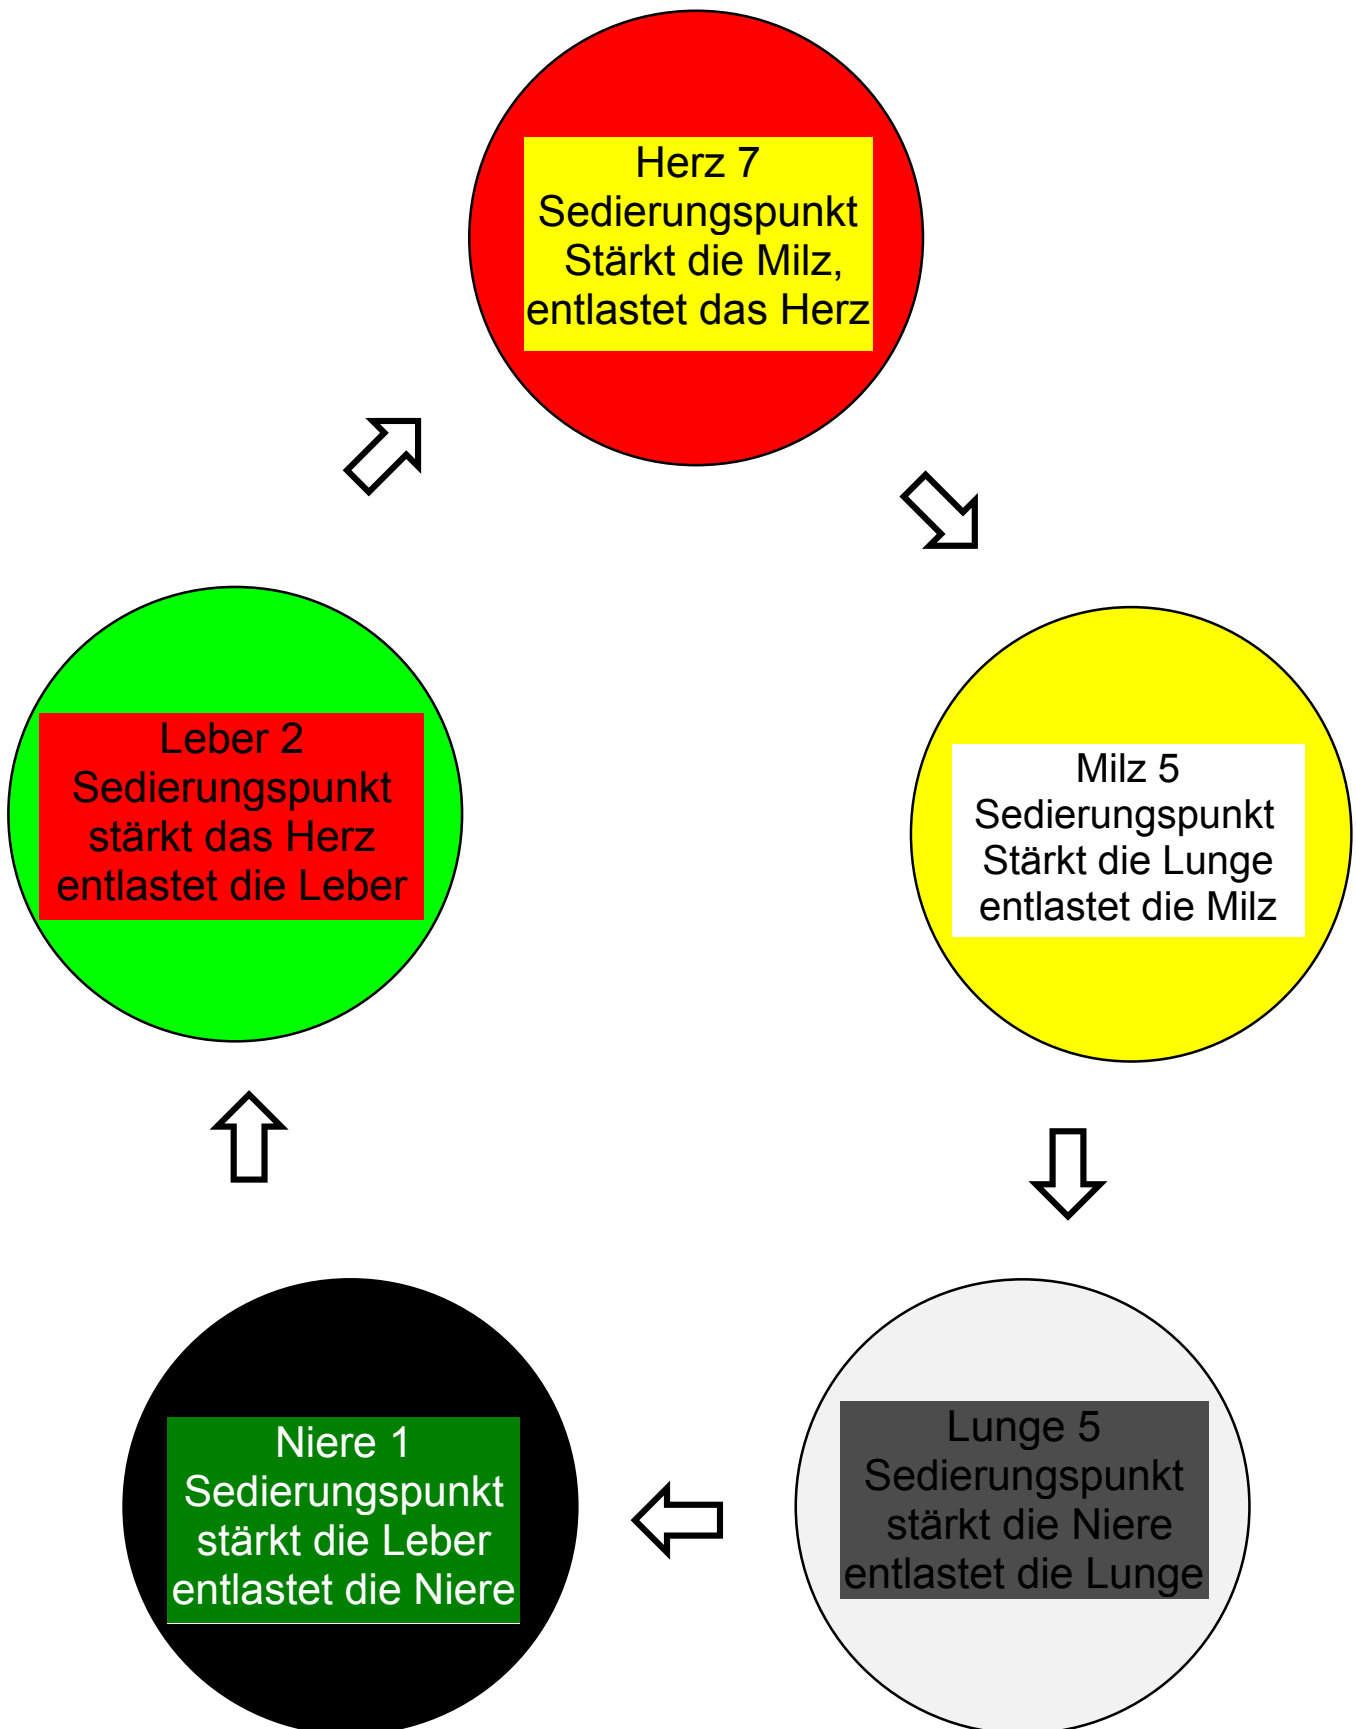 Herz 7
Sedierungspunkt
Stärkt die Milz,
entlastet das Herz
Leber 2
Sedierungspunkt
stärkt das Herz
entlastet die Leber
Milz 5
Sedierungspunkt
Stärkt die Lunge
entlastet die Milz
Niere 1
Sedierungspunkt
stärkt die Leber
entlastet die Niere
Lunge 5
Sedierungspunkt
stärkt die Niere
entlastet die Lunge